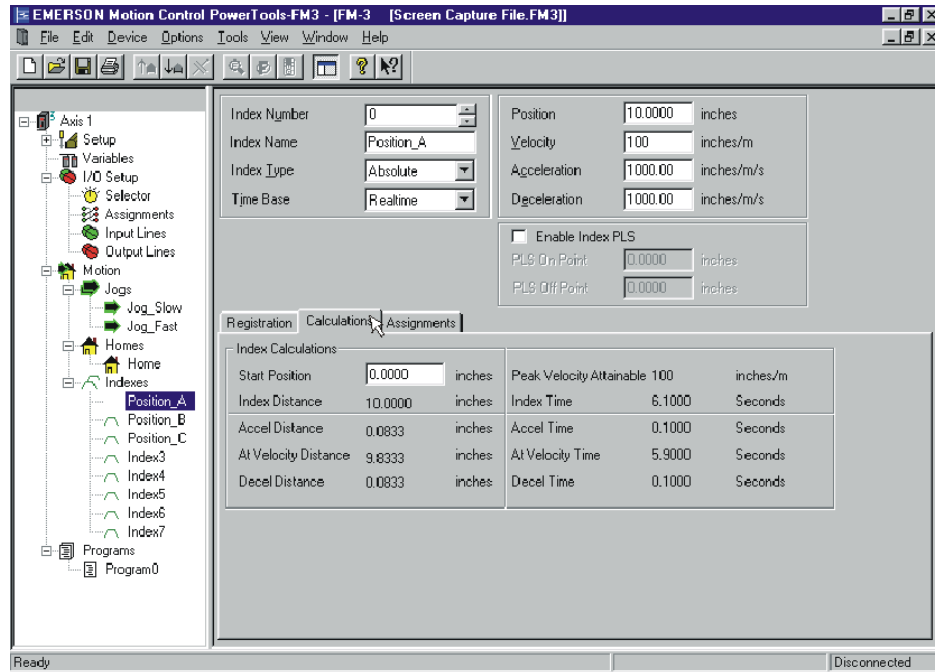 EMERSON Motion Control PowerTools-FM3 - [FM-3 [Screen Capture File.FM3]]
File Edit Device Options Tools View Window Help
Axis 1
Setup
Variables
I/O Setup
Selector
Assignments
Input Lines
Output Lines
Motion
Jogs
Jog_Slow
Jog_Fast
Homes
Home
Indexes
Position_A
Position_B
Position_C
Index3
Index4
Index5
Index6
Index7
Programs
Program0
Index Number 0
Index Name Position_A
Index Type Absolute
Time Base Realtime
Position 10.0000 inches
Velocity 100 inches/m
Acceleration 1000.00 inches/m/s
Deceleration 1000.00 inches/m/s
Enable Index PLS
PLS On Point 0.0000 inches
PLS Off Point 0.0000 inches
Registration Calculations Assignments
Index Calculations
Start Position 0.0000 inches Peak Velocity Attainable 100 inches/m
Index Distance 10.0000 inches Index Time 6.1000 Seconds
Accel Distance 0.0833 inches Accel Time 0.1000 Seconds
At Velocity Distance 9.8333 inches At Velocity Time 5.9000 Seconds
Decel Distance 0.0833 inches Decel Time 0.1000 Seconds
Ready Disconnected